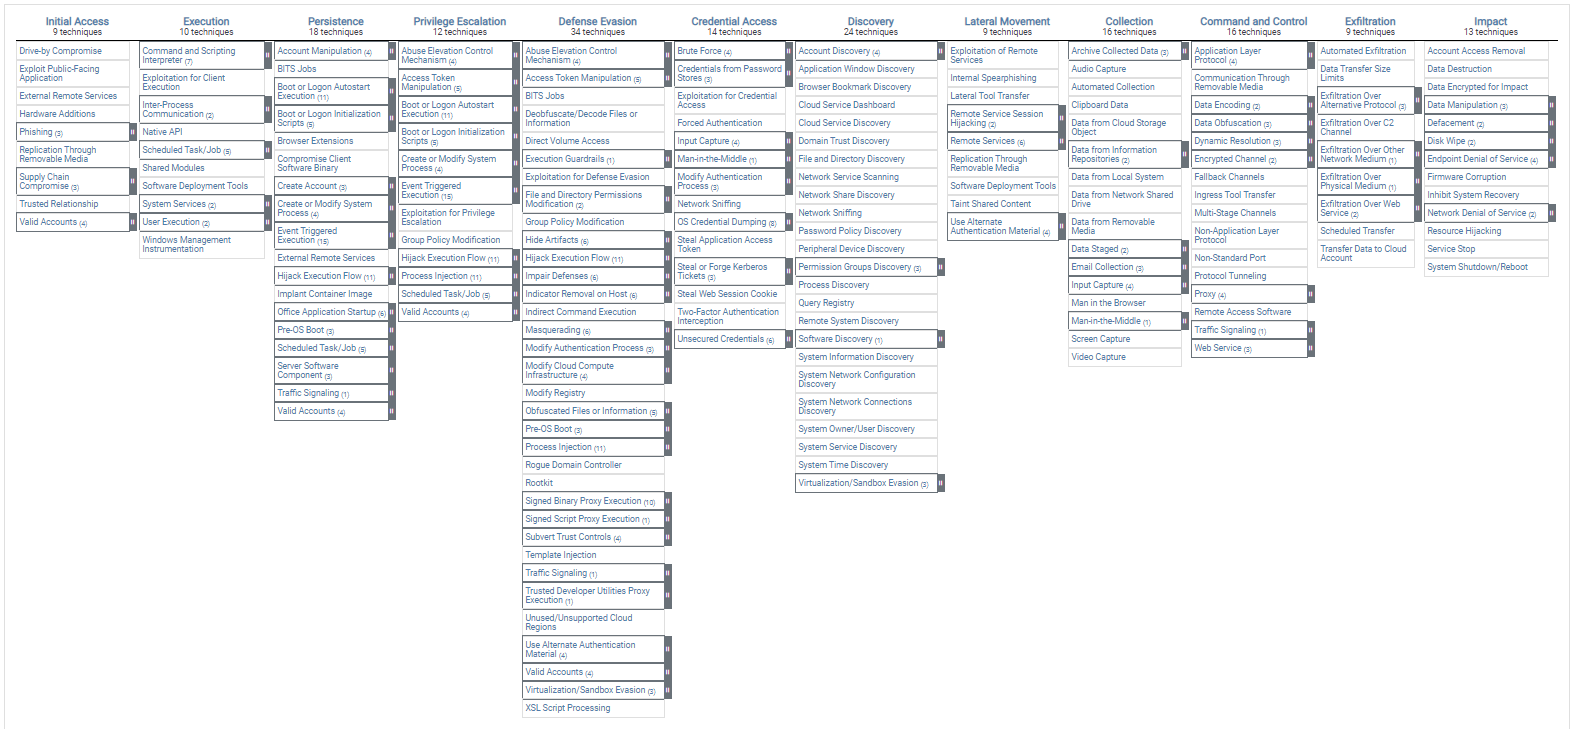 Initial Access
9 techniques
Drive-by Compromise
Exploit Public-Facing
Application
External Remote Services
Hardware Additions
Phishing (3)
Replication Through
Removable Media
Supply Chain
Compromise (3)
Trusted Relationship
Valid Accounts (4)
Execution
10 techniques
Command and Scripting
Interpreter (7)
Exploitation for Client
Execution
Inter-Process
Communication (2)
Native API
Scheduled Task/Job (5)
Shared Modules
Software Deployment Tools
System Services (2)
User Execution (2)
Windows Management
Instrumentation
Persistence
18 techniques
Account Manipulation (4)
BITS Jobs
Boot or Logon Autostart
Execution (11)
Boot or Logon Initialization
Scripts (5)
Browser Extensions
Compromise Client
Software Binary
Create Account (3)
Create or Modify System
Process (4)
Event Triggered
Execution (15)
External Remote Services
Hijack Execution Flow (11)
Implant Container Image
Office Application Startup (6)
Pre-OS Boot (3)
Scheduled Task/Job (5)
Server Software
Component (3)
Traffic Signaling (1)
Valid Accounts (4)
Privilege Escalation
12 techniques
Abuse Elevation Control
Mechanism (4)
Access Token
Manipulation (5)
Boot or Logon Autostart
Execution (11)
Boot or Logon Initialization
Scripts (5)
Create or Modify System
Process (4)
Event Triggered
Execution (15)
Exploitation for Privilege
Escalation
Group Policy Modification
Hijack Execution Flow (11)
Process Injection (11)
Scheduled Task/Job (5)
Valid Accounts (4)
Defense Evasion
34 techniques
Abuse Elevation Control
Mechanism (4)
Access Token Manipulation (5)
BITS Jobs
Deobfuscate/Decode Files or
Information
Direct Volume Access
Execution Guardrails (1)
Exploitation for Defense Evasion
File and Directory Permissions
Modification (2)
Group Policy Modification
Hide Artifacts (6)
Hijack Execution Flow (11)
Impair Defenses (6)
Indicator Removal on Host (6)
Indirect Command Execution
Masquerading (6)
Modify Authentication Process (3)
Modify Cloud Compute
Infrastructure (4)
Modify Registry
Obfuscated Files or Information (5)
Pre-OS Boot (3)
Process Injection (11)
Rogue Domain Controller
Rootkit
Signed Binary Proxy Execution (10)
Signed Script Proxy Execution (1)
Subvert Trust Controls (4)
Template Injection
Traffic Signaling (1)
Trusted Developer Utilities Proxy
Execution (1)
Unused/Unsupported Cloud
Regions
Use Alternate Authentication
Material (4)
Valid Accounts (4)
Virtualization/Sandbox Evasion (3)
XSL Script Processing
Credential Access
14 techniques
Brute Force (4)
Credentials from Password
Stores (3)
Exploitation for Credential
Access
Forced Authentication
Input Capture (4)
Man-in-the-Middle (1)
Modify Authentication
Process (3)
Network Sniffing
OS Credential Dumping (8)
Steal Application Access
Token
Steal or Forge Kerberos
Tickets (3)
Steal Web Session Cookie
Two-Factor Authentication
Interception
Unsecured Credentials (6)
Discovery
24 techniques
Account Discovery (4)
Application Window Discovery
Browser Bookmark Discovery
Cloud Service Dashboard
Cloud Service Discovery
Domain Trust Discovery
File and Directory Discovery
Network Service Scanning
Network Share Discovery
Network Sniffing
Password Policy Discovery
Peripheral Device Discovery
Permission Groups Discovery (3)
Process Discovery
Query Registry
Remote System Discovery
Software Discovery (1)
System Information Discovery
System Network Configuration
Discovery
System Network Connections
Discovery
System Owner/User Discovery
System Service Discovery
System Time Discovery
Virtualization/Sandbox Evasion (3)
Lateral Movement
9 techniques
Exploitation of Remote
Services
Internal Spearphishing
Lateral Tool Transfer
Remote Service Session
Hijacking (2)
Remote Services (6)
Replication Through
Removable Media
Software Deployment Tools
Taint Shared Content
Use Alternate
Authentication Material (4)
Collection
16 techniques
Archive Collected Data (3)
Audio Capture
Automated Collection
Clipboard Data
Data from Cloud Storage
Object
Data from Information
Repositories (2)
Data from Local System
Data from Network Shared
Drive
Data from Removable
Media
Data Staged (2)
Email Collection (3)
Input Capture (4)
Man in the Browser
Man-in-the-Middle (1)
Screen Capture
Video Capture
Command and Control
16 techniques
Application Layer
Protocol (4)
Communication Through
Removable Media
Data Encoding (2)
Data Obfuscation (3)
Dynamic Resolution (3)
Encrypted Channel (2)
Fallback Channels
Ingress Tool Transfer
Multi-Stage Channels
Non-Application Layer
Protocol
Non-Standard Port
Protocol Tunneling
Proxy (4)
Remote Access Software
Traffic Signaling (1)
Web Service (3)
Exfiltration
9 techniques
Automated Exfiltration
Data Transfer Size
Limits
Exfiltration Over
Alternative Protocol (3)
Exfiltration Over C2
Channel
Exfiltration Over Other
Network Medium (1)
Exfiltration Over
Physical Medium (1)
Exfiltration Over Web
Service (2)
Scheduled Transfer
Transfer Data to Cloud
Account
Impact
13 techniques
Account Access Removal
Data Destruction
Data Encrypted for Impact
Data Manipulation (3)
Defacement (2)
Disk Wipe (2)
Endpoint Denial of Service (4)
Firmware Corruption
Inhibit System Recovery
Network Denial of Service (2)
Resource Hijacking
Service Stop
System Shutdown/Reboot